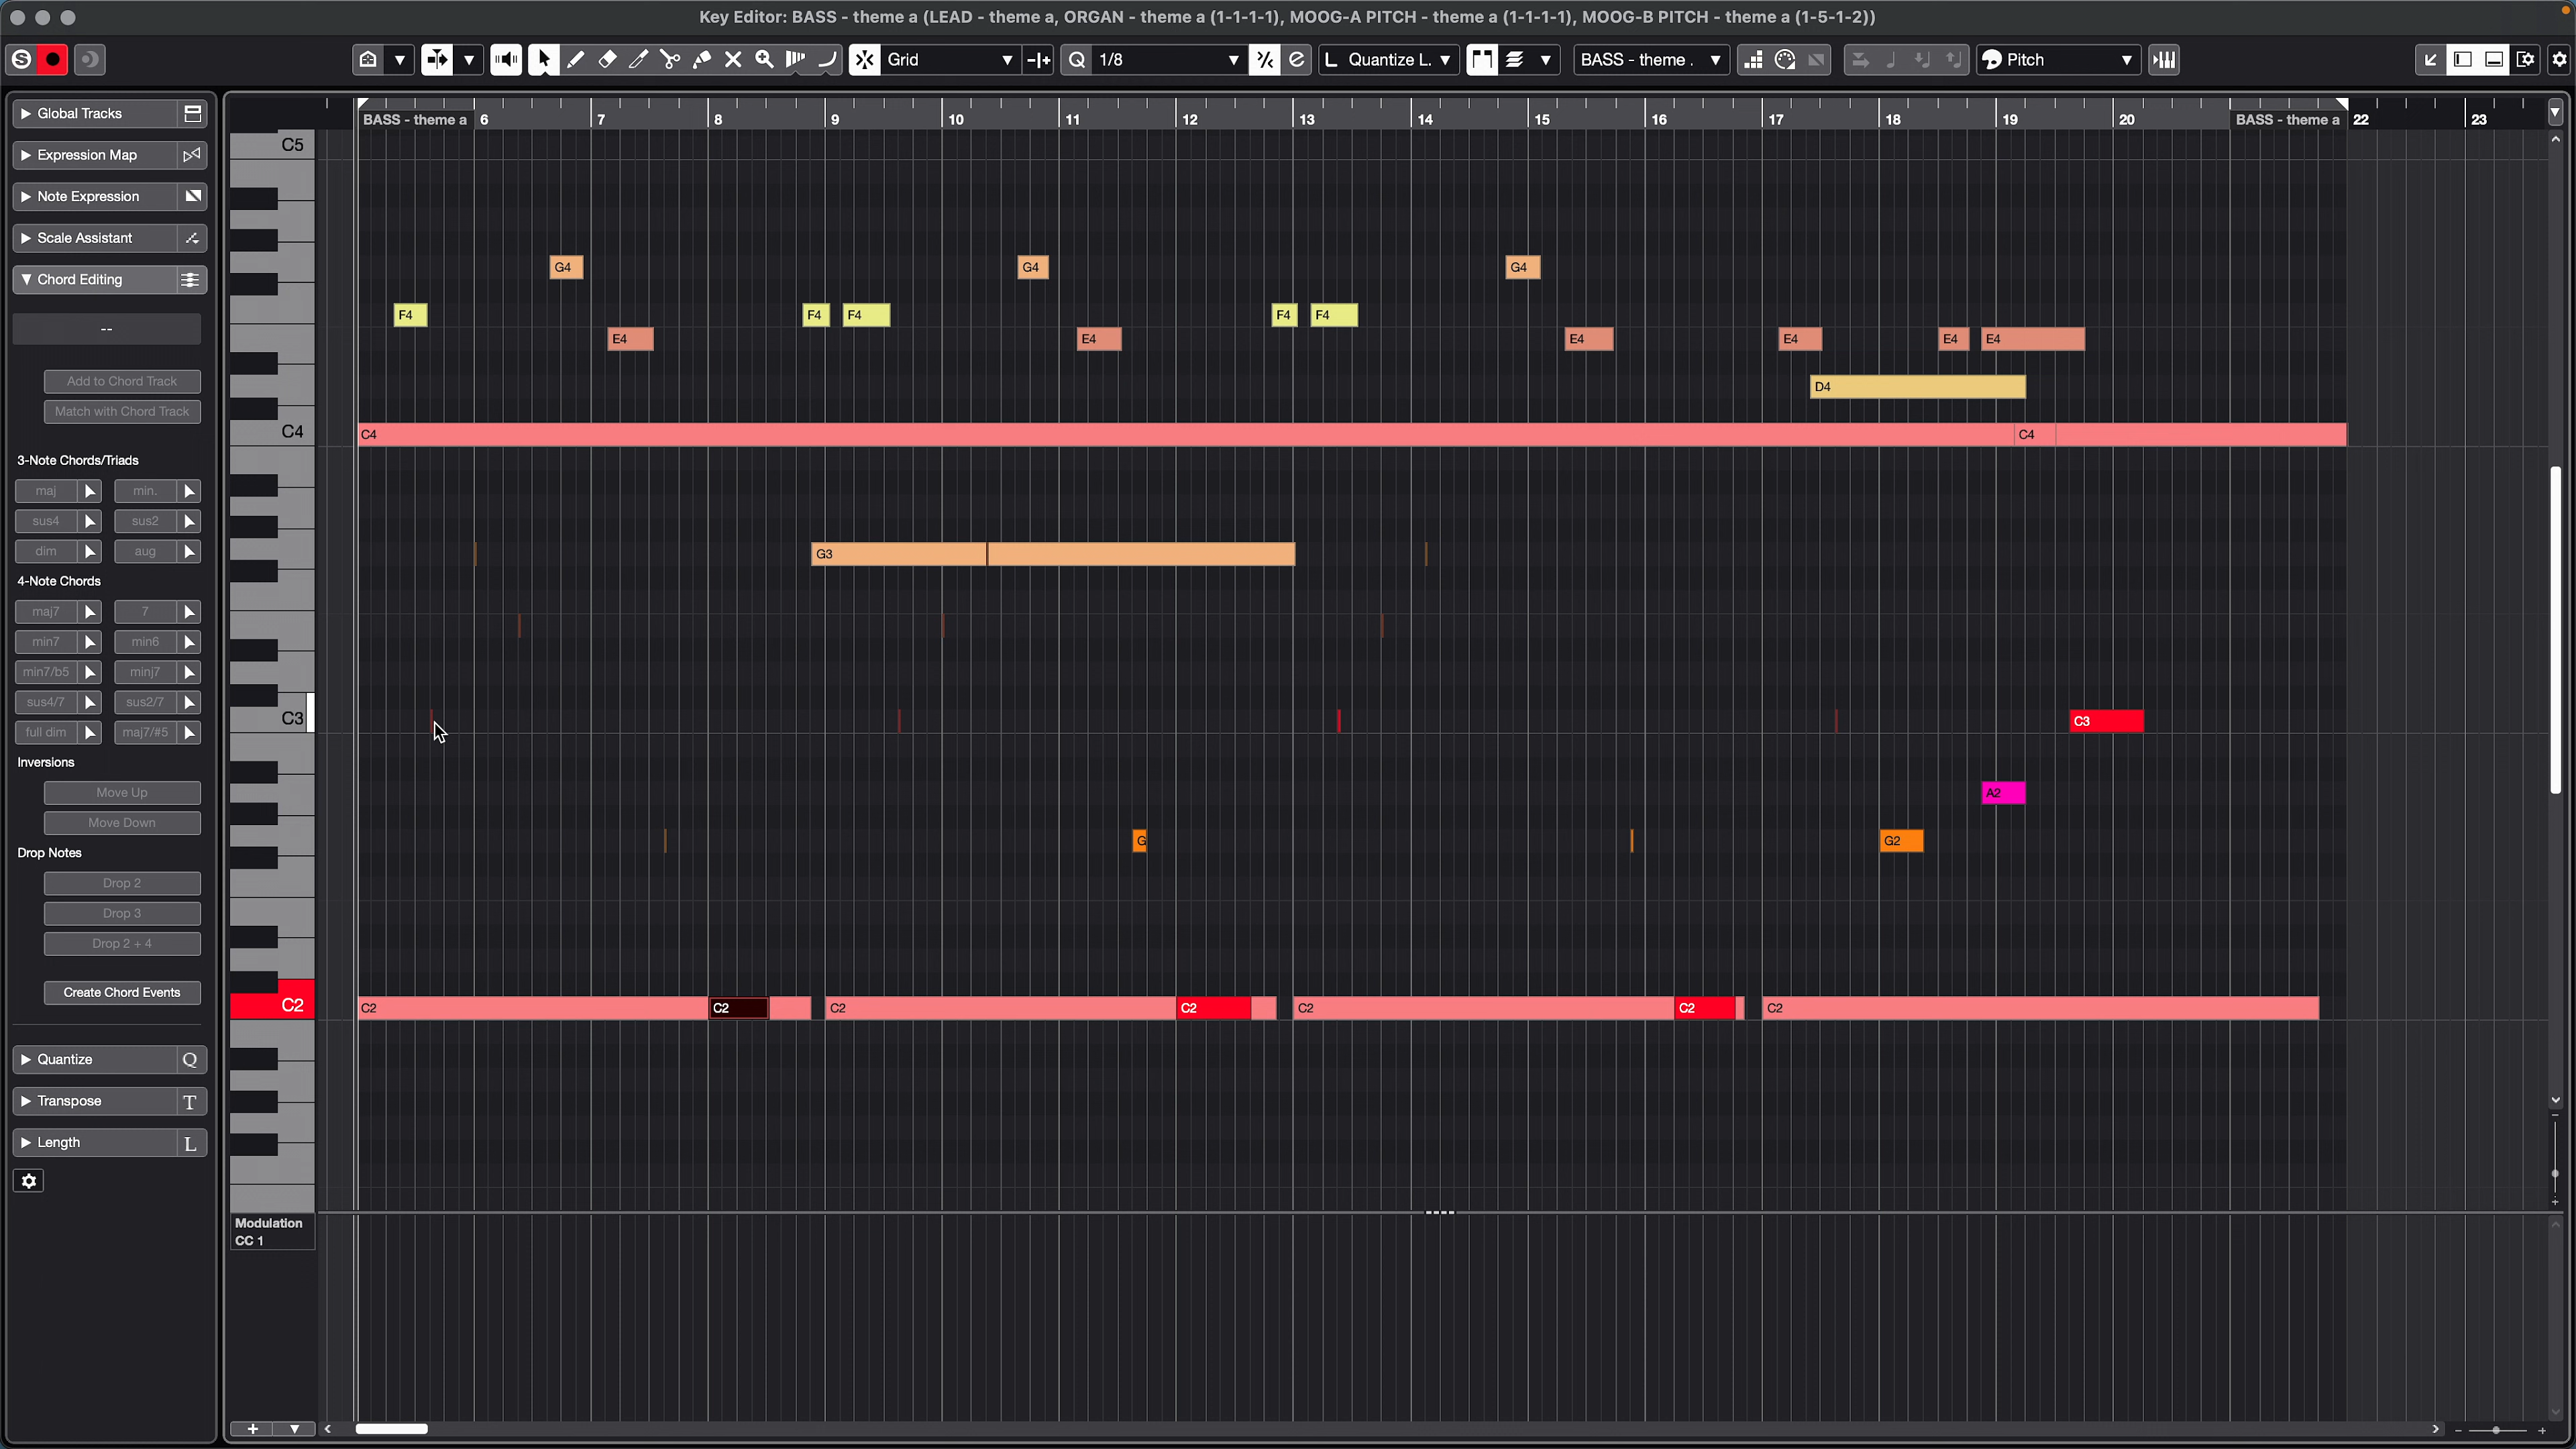 Key Editor: BASS - theme a (LEAD - theme a, ORGAN - theme a (1-1-1-1), MOOG-A PITCH - theme a (1-1-1-1), MOOG-B PITCH - theme a (1-5-1-2))
S Grid Q 1/8 L Quantize L. BASS - theme . Pitch
Global Tracks
Expression Map
Note Expression
Scale Assistant
Chord Editing
--
Add to Chord Track
Match with Chord Track
3-Note Chords/Triads
maj min.
sus4 sus2
dim aug
4-Note Chords
maj7 7
min7 min6
min7/b5 minj7
sus4/7 sus2/7
full dim maj7/#5
Inversions
Move Up
Move Down
Drop Notes
Drop 2
Drop 3
Drop 2 + 4
Create Chord Events
Quantize Q
Transpose T
Length L
BASS - theme a 6 7 8 9 10 11 12 13 14 15 16 17 18 19 20 BASS - theme a 22 23
C5
G4 G4 G4
F4 F4 F4 F4 F4
E4 E4 E4 E4 E4 E4
D4
C4 C4 C4
G3
C3 C3
A2
G G2
C2 C2 C2 C2 C2 C2 C2 C2
Modulation
CC 1